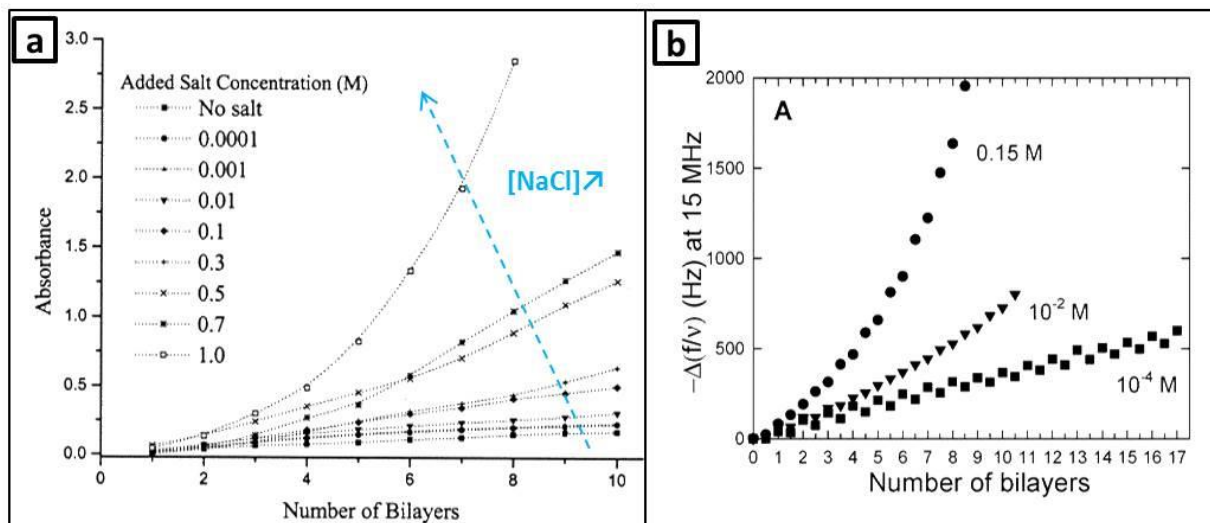 a
3.0
2.5
2.0
1.5
1.0
0.5
0.0
Absorbance
Added Salt Concentration (M)
No salt
0.0001
0.001
0.01
0.1
0.3
0.5
0.7
1.0
[NaCl]↗
2 4 6 8 10
Number of Bilayers
b
A
2000
1500
1000
500
0
−Δ(f/ν) (Hz) at 15 MHz
0.15 M
10⁻² M
10⁻⁴ M
0 1 2 3 4 5 6 7 8 9 10 11 12 13 14 15 16 17
Number of bilayers